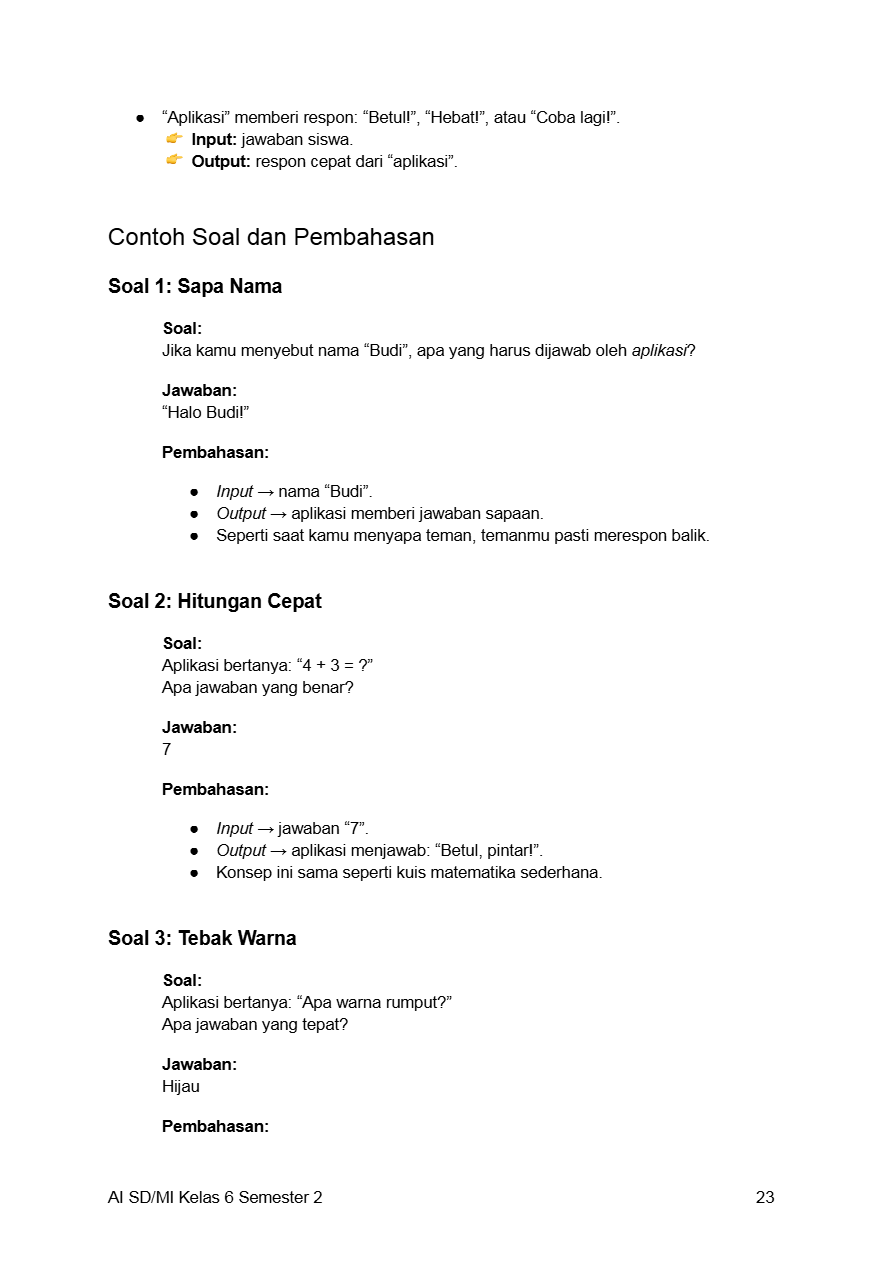 ● “Aplikasi” memberi respon: “Betul!”, “Hebat!”, atau “Coba lagi!”.
👉 Input: jawaban siswa.
👉 Output: respon cepat dari “aplikasi”.
Contoh Soal dan Pembahasan
Soal 1: Sapa Nama
Soal:
Jika kamu menyebut nama “Budi”, apa yang harus dijawab oleh aplikasi?
Jawaban:
“Halo Budi!”
Pembahasan:
● Input → nama “Budi”.
● Output → aplikasi memberi jawaban sapaan.
● Seperti saat kamu menyapa teman, temanmu pasti merespon balik.
Soal 2: Hitungan Cepat
Soal:
Aplikasi bertanya: “4 + 3 = ?”
Apa jawaban yang benar?
Jawaban:
7
Pembahasan:
● Input → jawaban “7”.
● Output → aplikasi menjawab: “Betul, pintar!”.
● Konsep ini sama seperti kuis matematika sederhana.
Soal 3: Tebak Warna
Soal:
Aplikasi bertanya: “Apa warna rumput?”
Apa jawaban yang tepat?
Jawaban:
Hijau
Pembahasan:
AI SD/MI Kelas 6 Semester 2 23